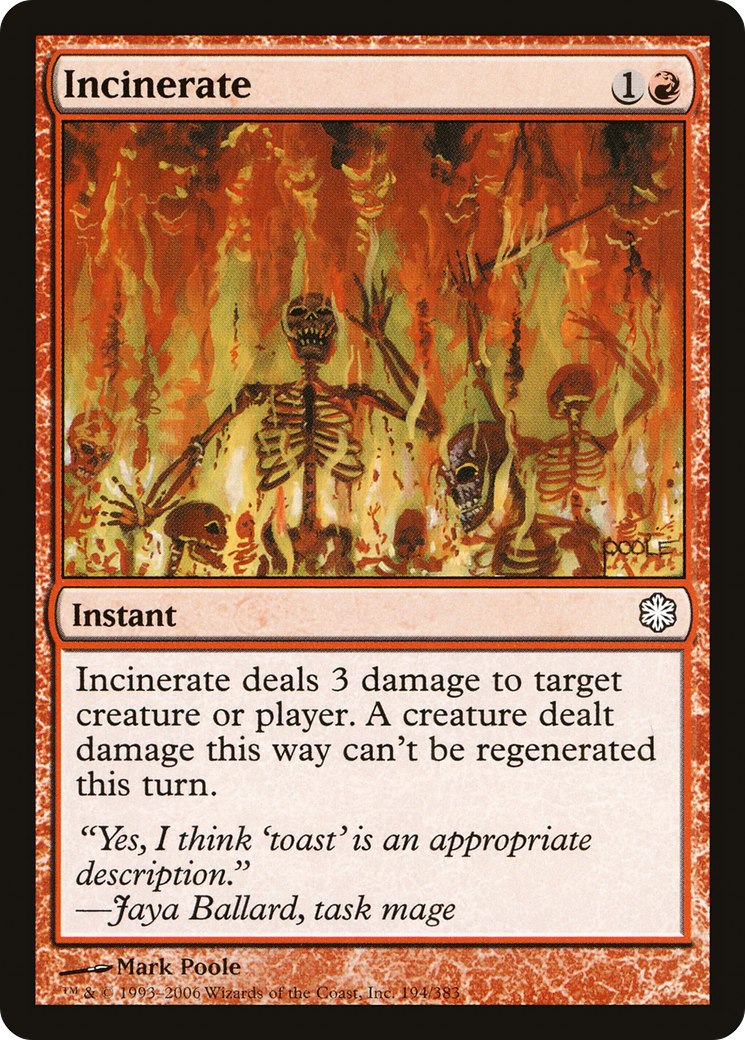 Incinerate 1
POOLE
Instant
Incinerate deals 3 damage to target
creature or player. A creature dealt
damage this way can't be regenerated
this turn.
“Yes, I think ‘toast’ is an appropriate
description.”
—Jaya Ballard, task mage
Mark Poole
™ & © 1993–2006 Wizards of the Coast, Inc. 194/383